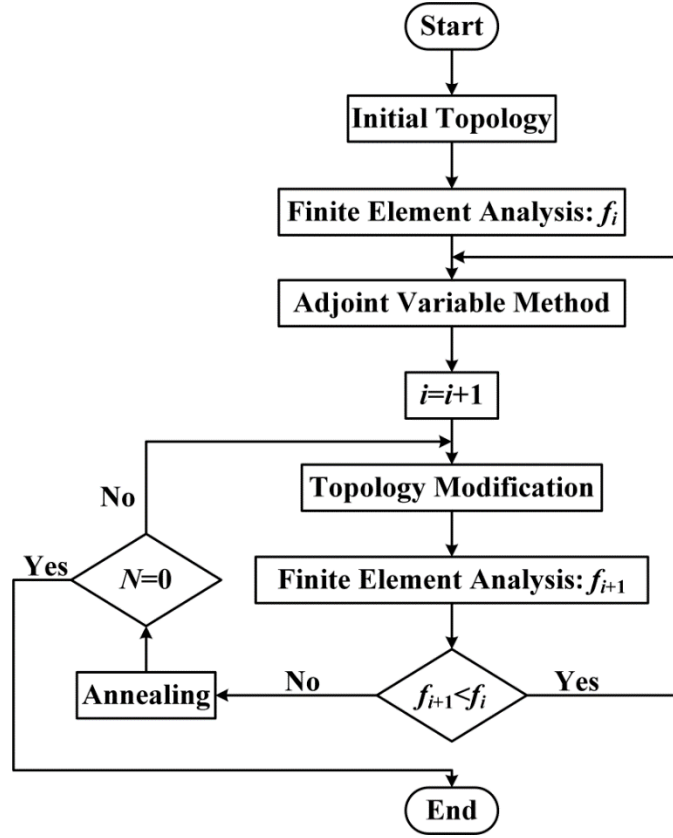 Start
Initial Topology
Finite Element Analysis: fᵢ
Adjoint Variable Method
i=i+1
No
Topology Modification
Yes
N=0
Finite Element Analysis: fᵢ₊₁
Annealing
No
fᵢ₊₁<fᵢ
Yes
End